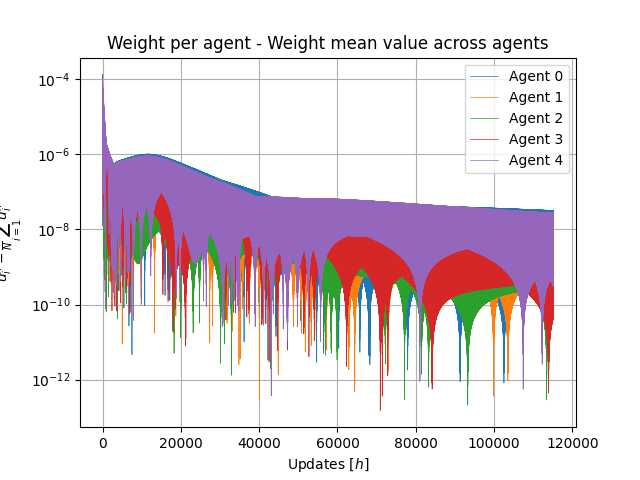 Weight per agent - Weight mean value across agents
Agent 0
Agent 1
Agent 2
Agent 3
Agent 4
10⁻⁴
10⁻⁶
10⁻⁸
10⁻¹⁰
10⁻¹²
0 20000 40000 60000 80000 100000 120000
Updates [h]